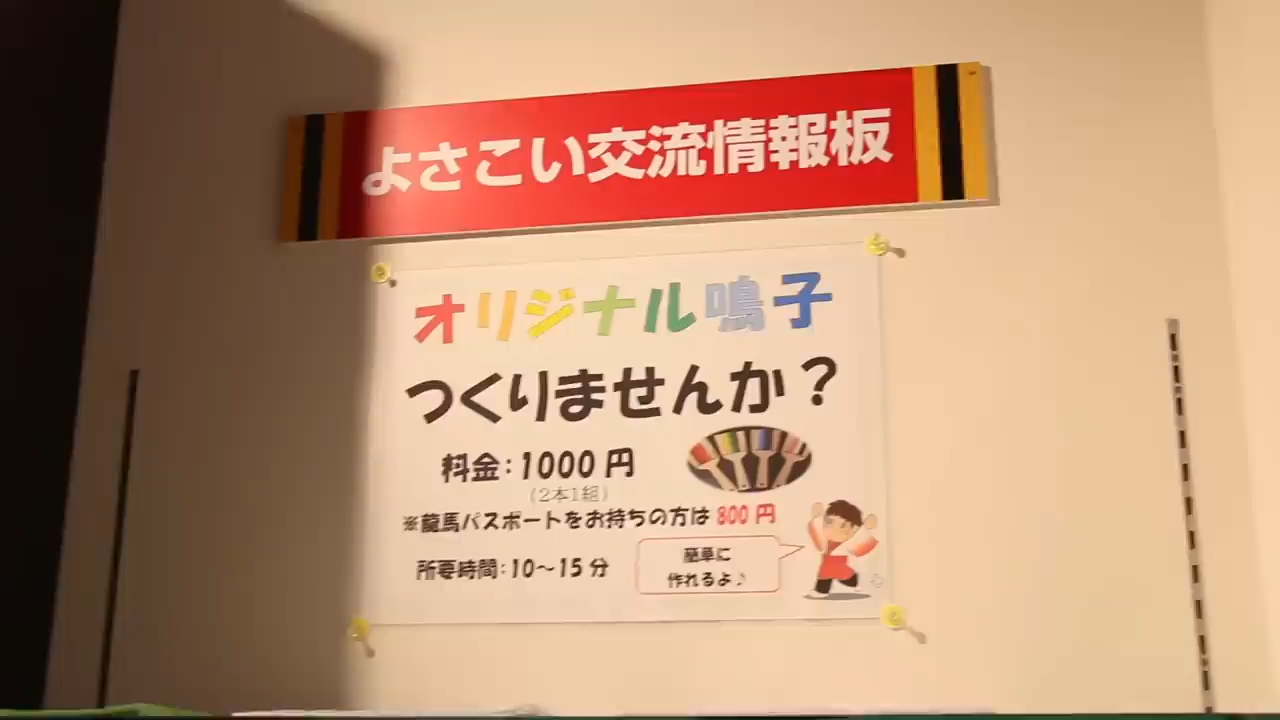 よさこい交流情報板
オリジナル鳴子
つくりませんか？
料金：1000円
（2本1組）
※龍馬パスポートをお持ちの方は800円
所要時間：10～15分
簡単に
作れるよ♪